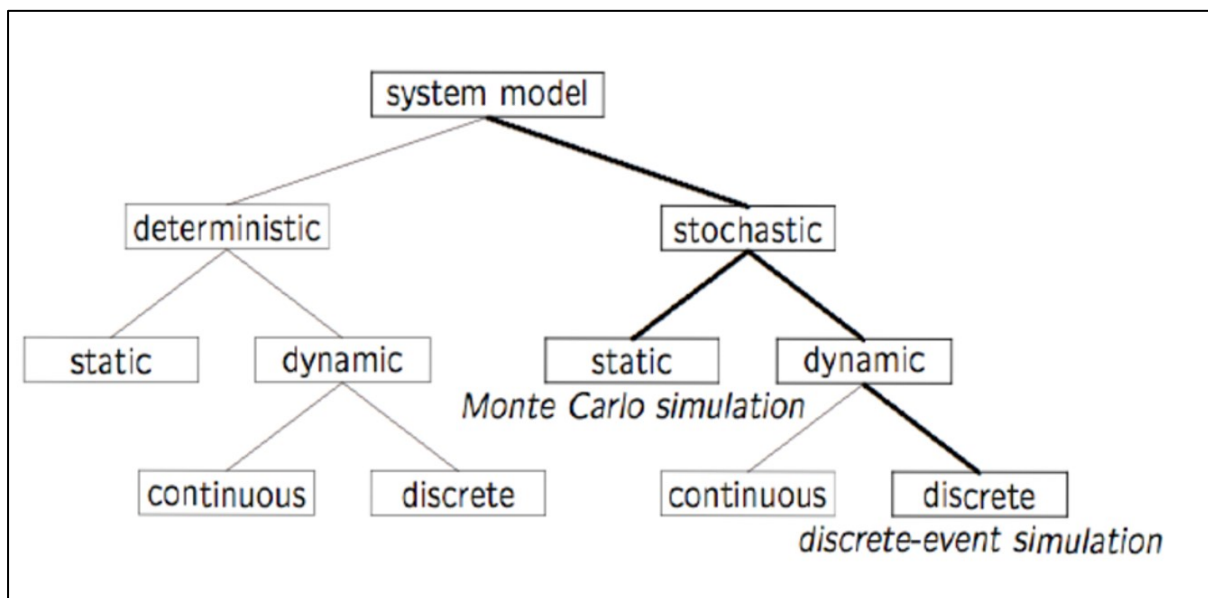 system model
deterministic
stochastic
static
dynamic
static
dynamic
Monte Carlo simulation
continuous
discrete
continuous
discrete
discrete-event simulation